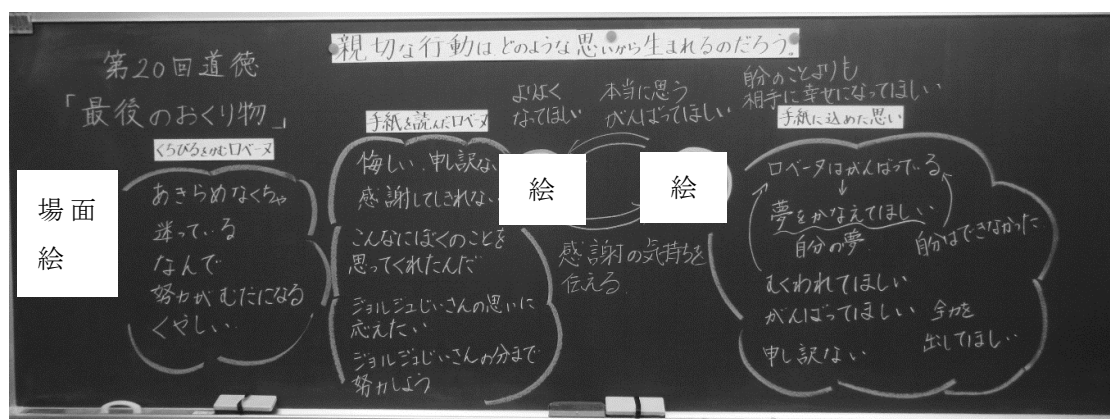 親切な行動は、どのような思いから生まれるのだろう。
第20回道徳
「最後のおくり物」
くちびるをかむロベーヌ
場面
絵
あきらめなくちゃ
迷っている
なんで
努力がむだになる
くやしい‥
手紙を読んだロベーヌ
悔しい 申し訳ない
感謝してしきれない
こんなにぼくのことを
思ってくれたんだ
ジョルジュじいさんの思いに
応えたい
ジョルジュじいさんの分まで
努力しよう
よりよく
なってほしい
本当に思う
がんばってほしい
絵
絵
感謝の気持ちを
伝える
自分のことよりも
相手に幸せになってほしい
手紙に込めた思い
ロベータはがんばっている
夢をかなえてほしい
自分の夢
自分はできなかった
むくわれてほしい
がんばってほしい
全力を
出してほしい
申し訳ない